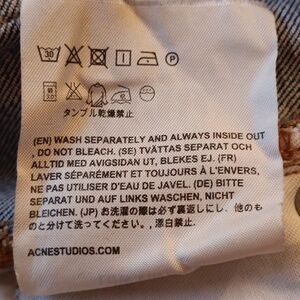 30
P
タンブル乾燥禁止
(EN) WASH SEPARATELY AND ALWAYS INSIDE OUT
, DO NOT BLEACH. (SE) TVÄTTAS SEPARAT OCH
ALLTID MED AVIGSIDAN UT, BLEKES EJ. (FR)
LAVER SÉPARÉMENT ET TOUJOURS À L'ENVERS,
NE PAS UTILISER D'EAU DE JAVEL. (DE) BITTE
SEPARAT UND AUF LINKS WASCHEN, NICHT
BLEICHEN. (JP) お洗濯の際は必ず裏返しにし、他のも
のと分けて洗ってください。, 漂白禁止。
ACNESTUDIOS.COM